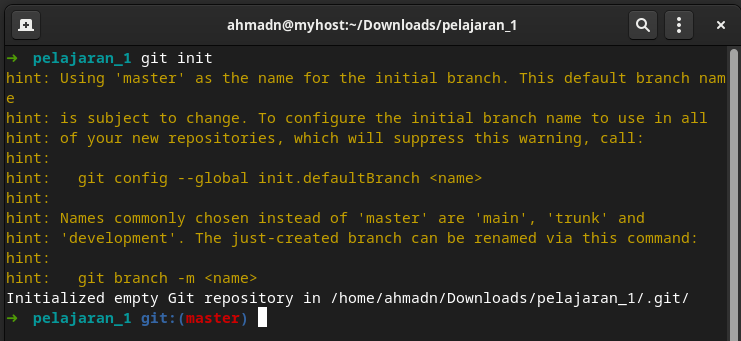 ahmadn@myhost:~/Downloads/pelajaran_1
→ pelajaran_1 git init
hint: Using 'master' as the name for the initial branch. This default branch nam
e
hint: is subject to change. To configure the initial branch name to use in all
hint: of your new repositories, which will suppress this warning, call:
hint:
hint:   git config --global init.defaultBranch <name>
hint:
hint: Names commonly chosen instead of 'master' are 'main', 'trunk' and
hint: 'development'. The just-created branch can be renamed via this command:
hint:
hint:   git branch -m <name>
Initialized empty Git repository in /home/ahmadn/Downloads/pelajaran_1/.git/
→ pelajaran_1 git:(master)